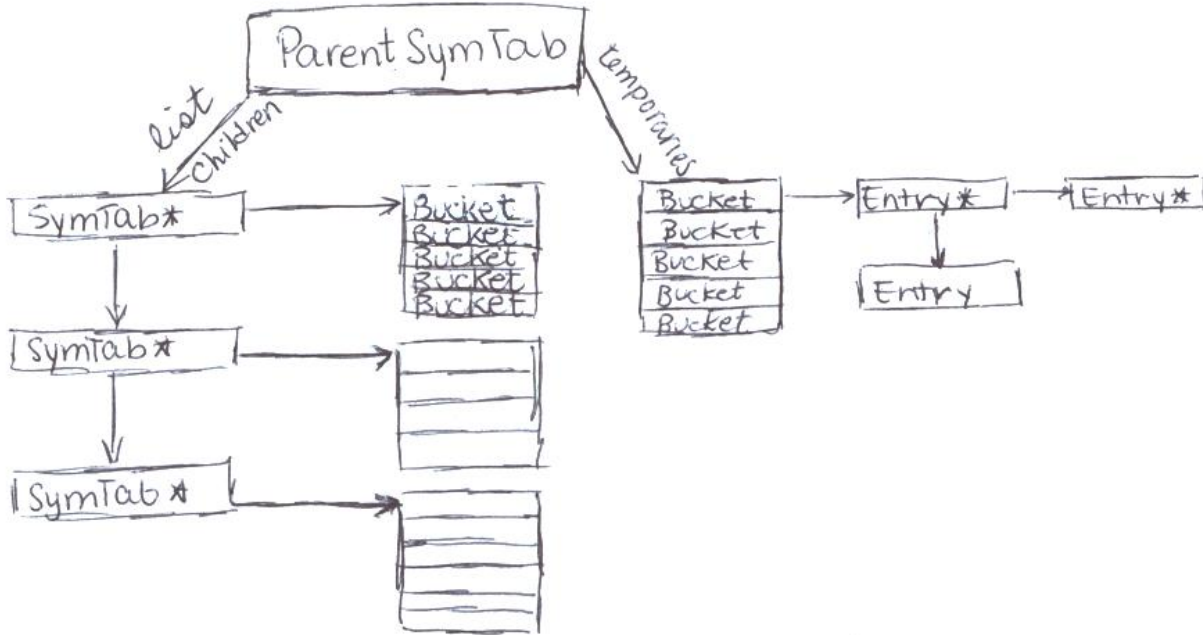 Parent SymTab
list
children
temporaries
SymTab*
Bucket
Bucket
Bucket
Bucket
Bucket
SymTab*
SymTab*
Bucket
Bucket
Bucket
Bucket
Bucket
Entry*
Entry*
Entry